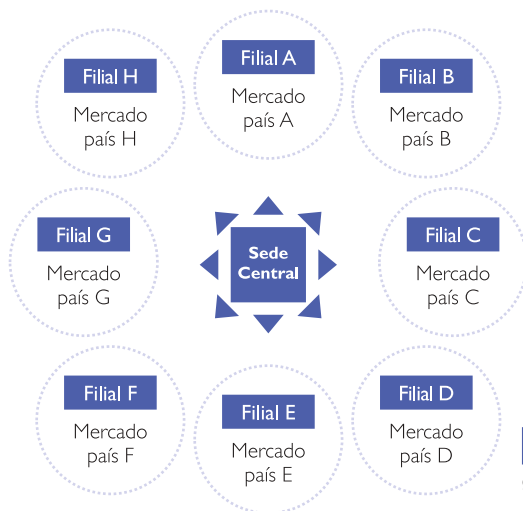 Filial A
Mercado
país A
Filial B
Mercado
país B
Filial C
Mercado
país C
Filial D
Mercado
país D
Filial E
Mercado
país E
Filial F
Mercado
país F
Filial G
Mercado
país G
Filial H
Mercado
país H
Sede
Central